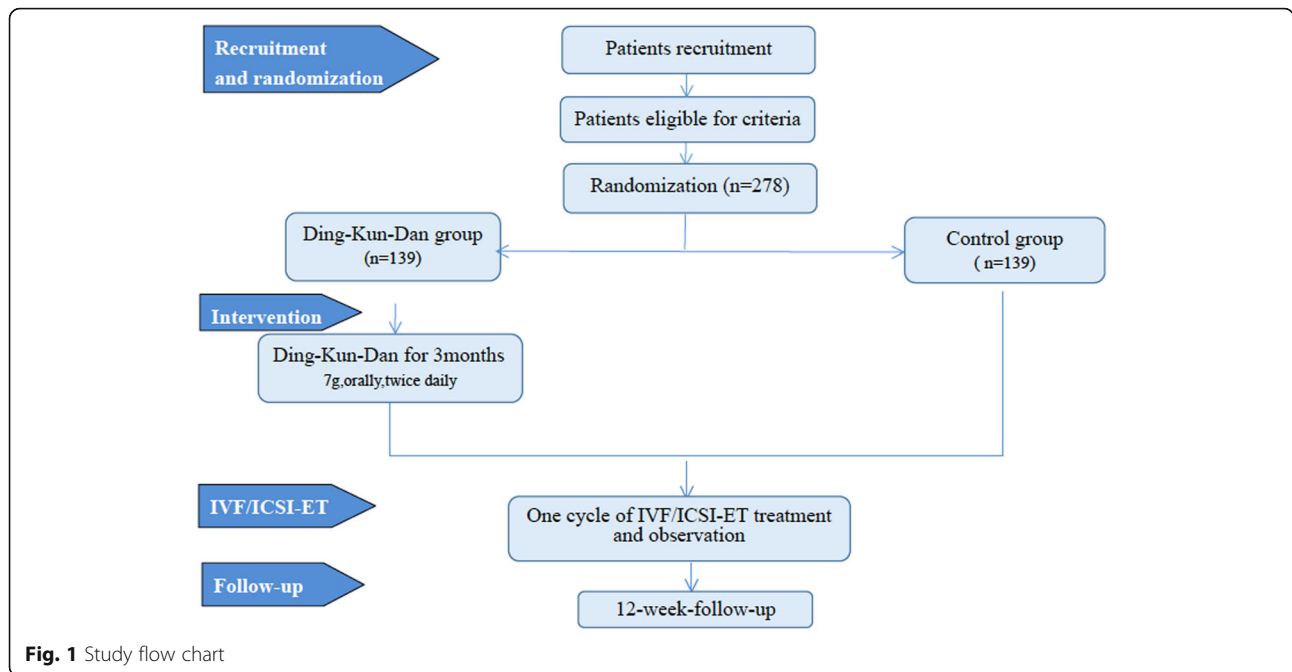 Recruitment
and randomization
Patients recruitment
Patients eligible for criteria
Randomization (n=278)
Ding-Kun-Dan group
(n=139)
Control group
( n=139)
Intervention
Ding-Kun-Dan for 3months
7g,orally,twice daily
IVF/ICSI-ET
One cycle of IVF/ICSI-ET treatment
and observation
Follow-up
12-week-follow-up
Fig. 1 Study flow chart